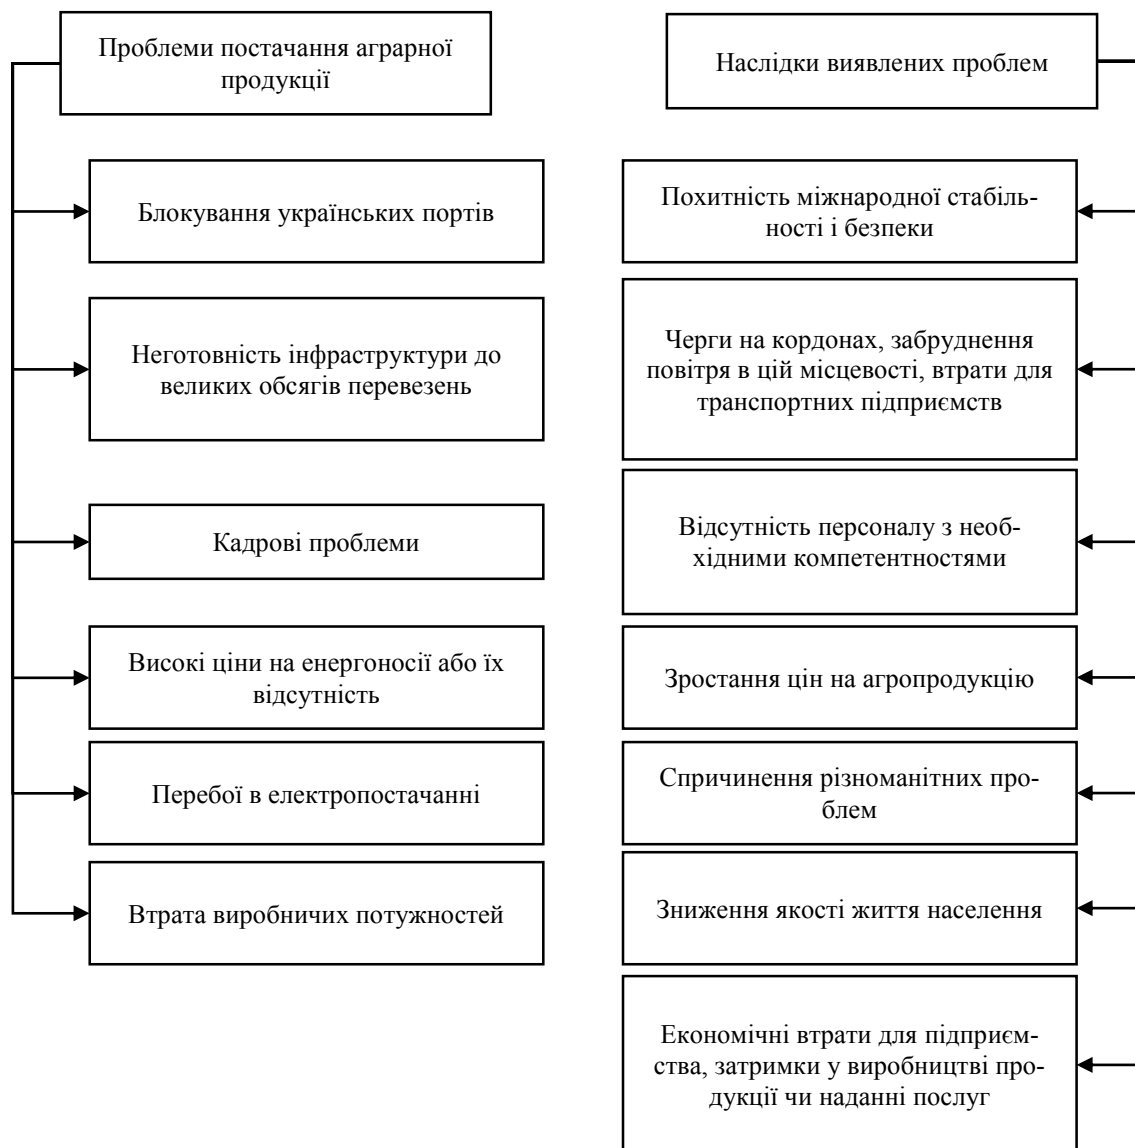 Проблеми постачання аграрної
продукції
Наслідки виявлених проблем
Блокування українських портів
Похитність міжнародної стабіль-
ності і безпеки
Неготовність інфраструктури до
великих обсягів перевезень
Черги на кордонах, забруднення
повітря в цій місцевості, втрати для
транспортних підприємств
Кадрові проблеми
Відсутність персоналу з необ-
хідними компетентностями
Високі ціни на енергоносії або їх
відсутність
Зростання цін на агропродукцію
Перебої в електропостачанні
Спричинення різноманітних про-
блем
Втрата виробничих потужностей
Зниження якості життя населення
Економічні втрати для підприєм-
ства, затримки у виробництві про-
дукції чи наданні послуг